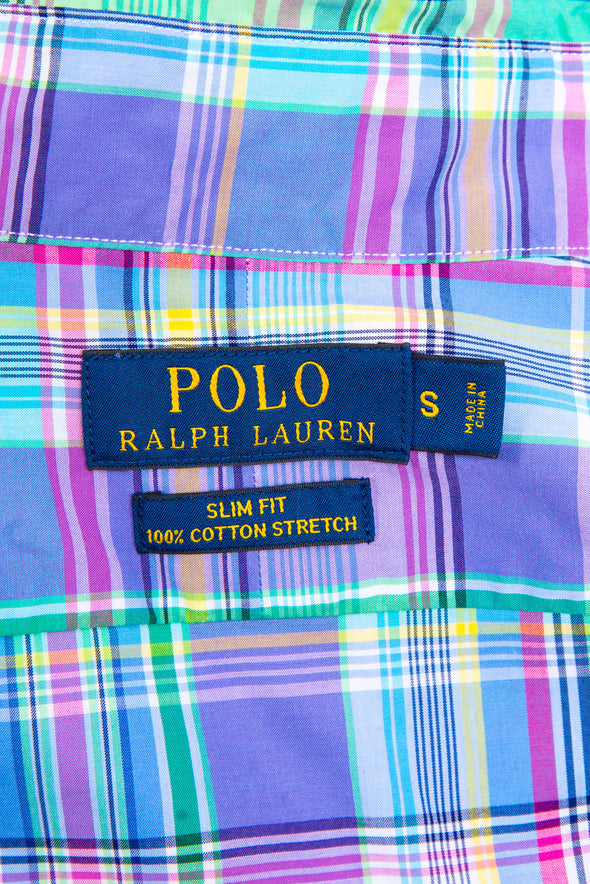 POLO
RALPH LAUREN
S
MADE IN
CHINA
SLIM FIT
100% COTTON STRETCH